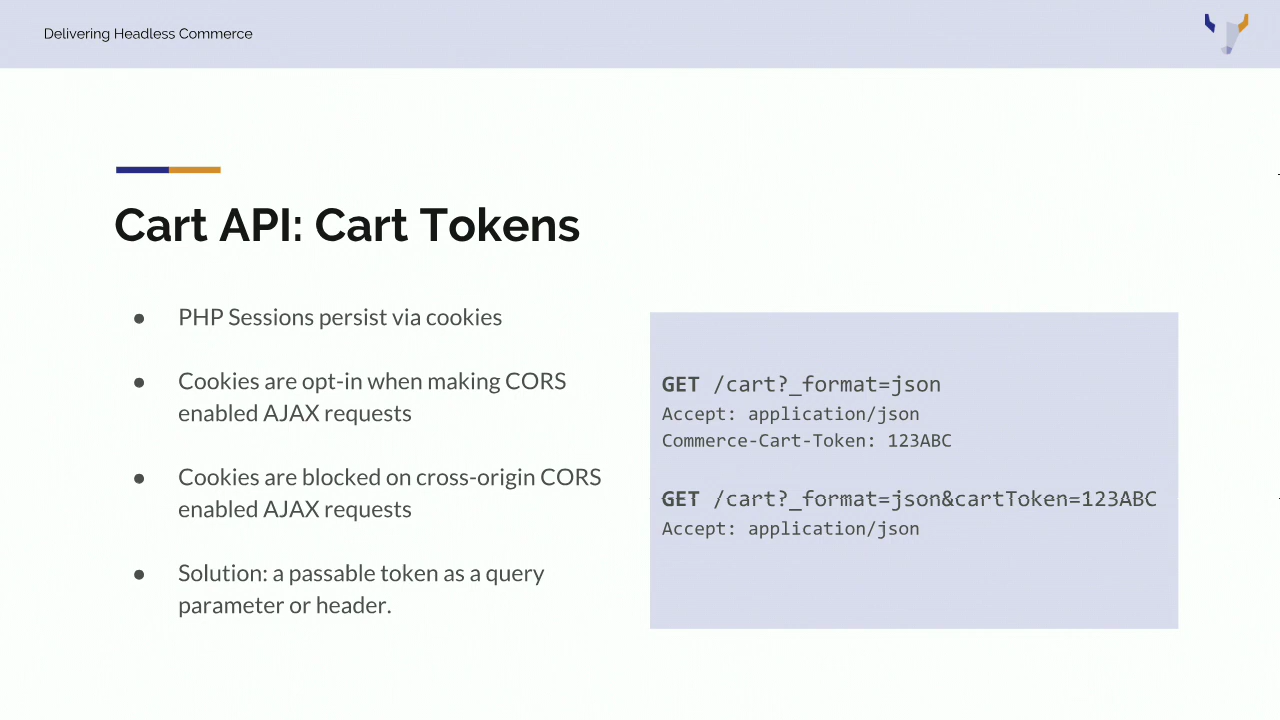 Delivering Headless Commerce
Cart API: Cart Tokens
● PHP Sessions persist via cookies
● Cookies are opt-in when making CORS
enabled AJAX requests
● Cookies are blocked on cross-origin CORS
enabled AJAX requests
● Solution: a passable token as a query
parameter or header.
GET /cart?_format=json
Accept: application/json
Commerce-Cart-Token: 123ABC
GET /cart?_format=json&cartToken=123ABC
Accept: application/json